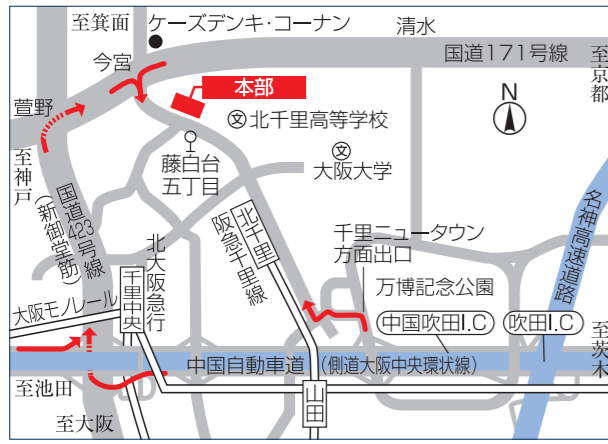 至箕面
ケーズデンキ・コーナン
清水
今宮
国道171号線
至京都
本部
萱野
N
文北千里高等学校
至神戸
藤白台
五丁目
文
大阪大学
国道423号線
（新御堂筋）
北千里
阪急千里線
千里ニュータウン
方面出口
名神高速道路
北大阪急行
千里中央
大阪モノレール
万博記念公園
中国吹田I.C
吹田I.C
至茨木
中国自動車道（側道大阪中央環状線）
至池田
山田
至大阪